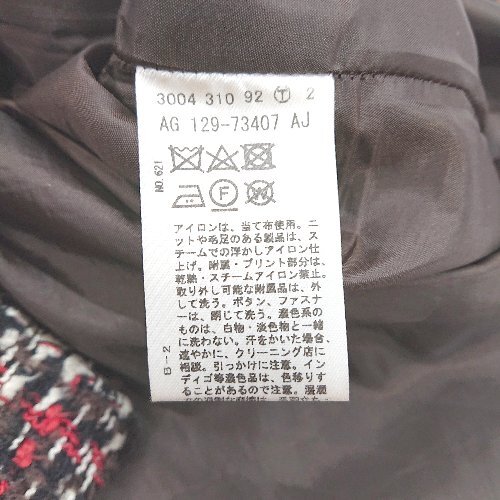 3004 310 92 Ⓣ 2
AG 129-73407 AJ
NO.621
F
W
アイロンは、当て布使用。ニ
ットや毛足のある製品は、ス
チームでの浮かしアイロン仕
上げ。附属・プリント部分は、
乾熱・スチームアイロン禁止。
取り外し可能な附属品は、外
して洗う。ボタン、ファスナ
ーは、閉じて洗う。濃色系の
ものは、白物・淡色物と一緒
に洗わない。汗をかいた場合、
速やかに、クリーニング店に
相談。引っかけに注意。イン
ディゴ等濃色品は、色移りす
ることがあるので注意。湿潤
B-2